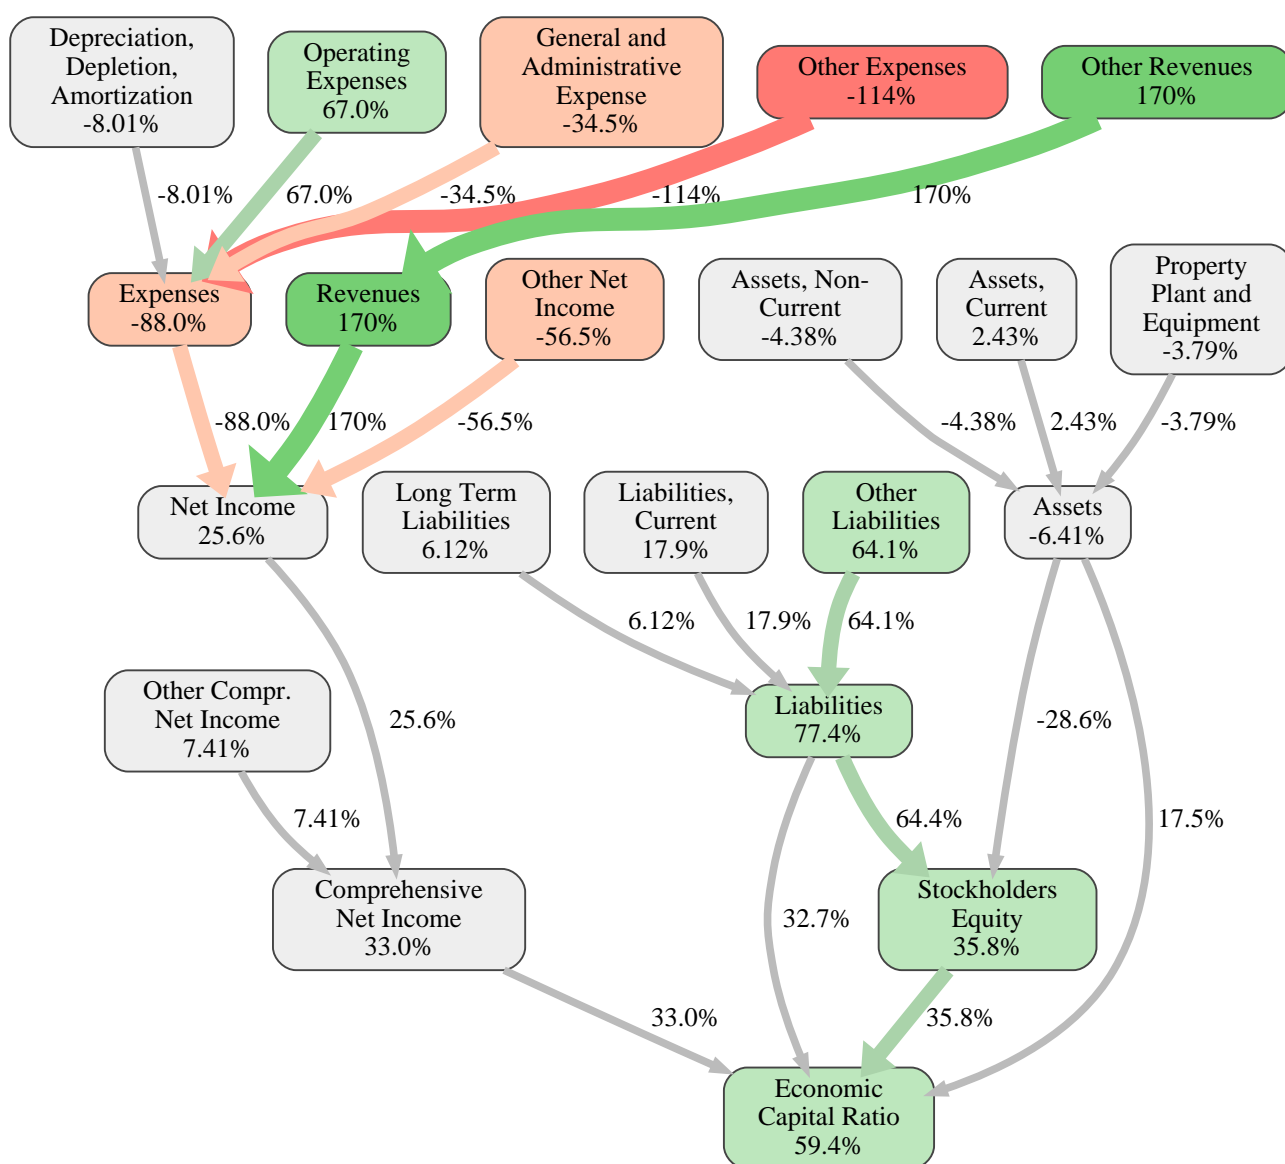 Depreciation,
Depletion,
Amortization
-8.01%
Operating
Expenses
67.0%
General and
Administrative
Expense
-34.5%
Other Expenses
-114%
Other Revenues
170%
-8.01%
67.0%
-34.5%
-114%
170%
Expenses
-88.0%
Revenues
170%
Other Net
Income
-56.5%
Assets, Non-
Current
-4.38%
Assets,
Current
2.43%
Property
Plant and
Equipment
-3.79%
-88.0%
170%
-56.5%
-4.38%
2.43%
-3.79%
Net Income
25.6%
Long Term
Liabilities
6.12%
Liabilities,
Current
17.9%
Other
Liabilities
64.1%
Assets
-6.41%
6.12%
17.9%
64.1%
Other Compr.
Net Income
7.41%
25.6%
Liabilities
77.4%
-28.6%
7.41%
64.4%
17.5%
Comprehensive
Net Income
33.0%
32.7%
Stockholders
Equity
35.8%
33.0%
35.8%
Economic
Capital Ratio
59.4%